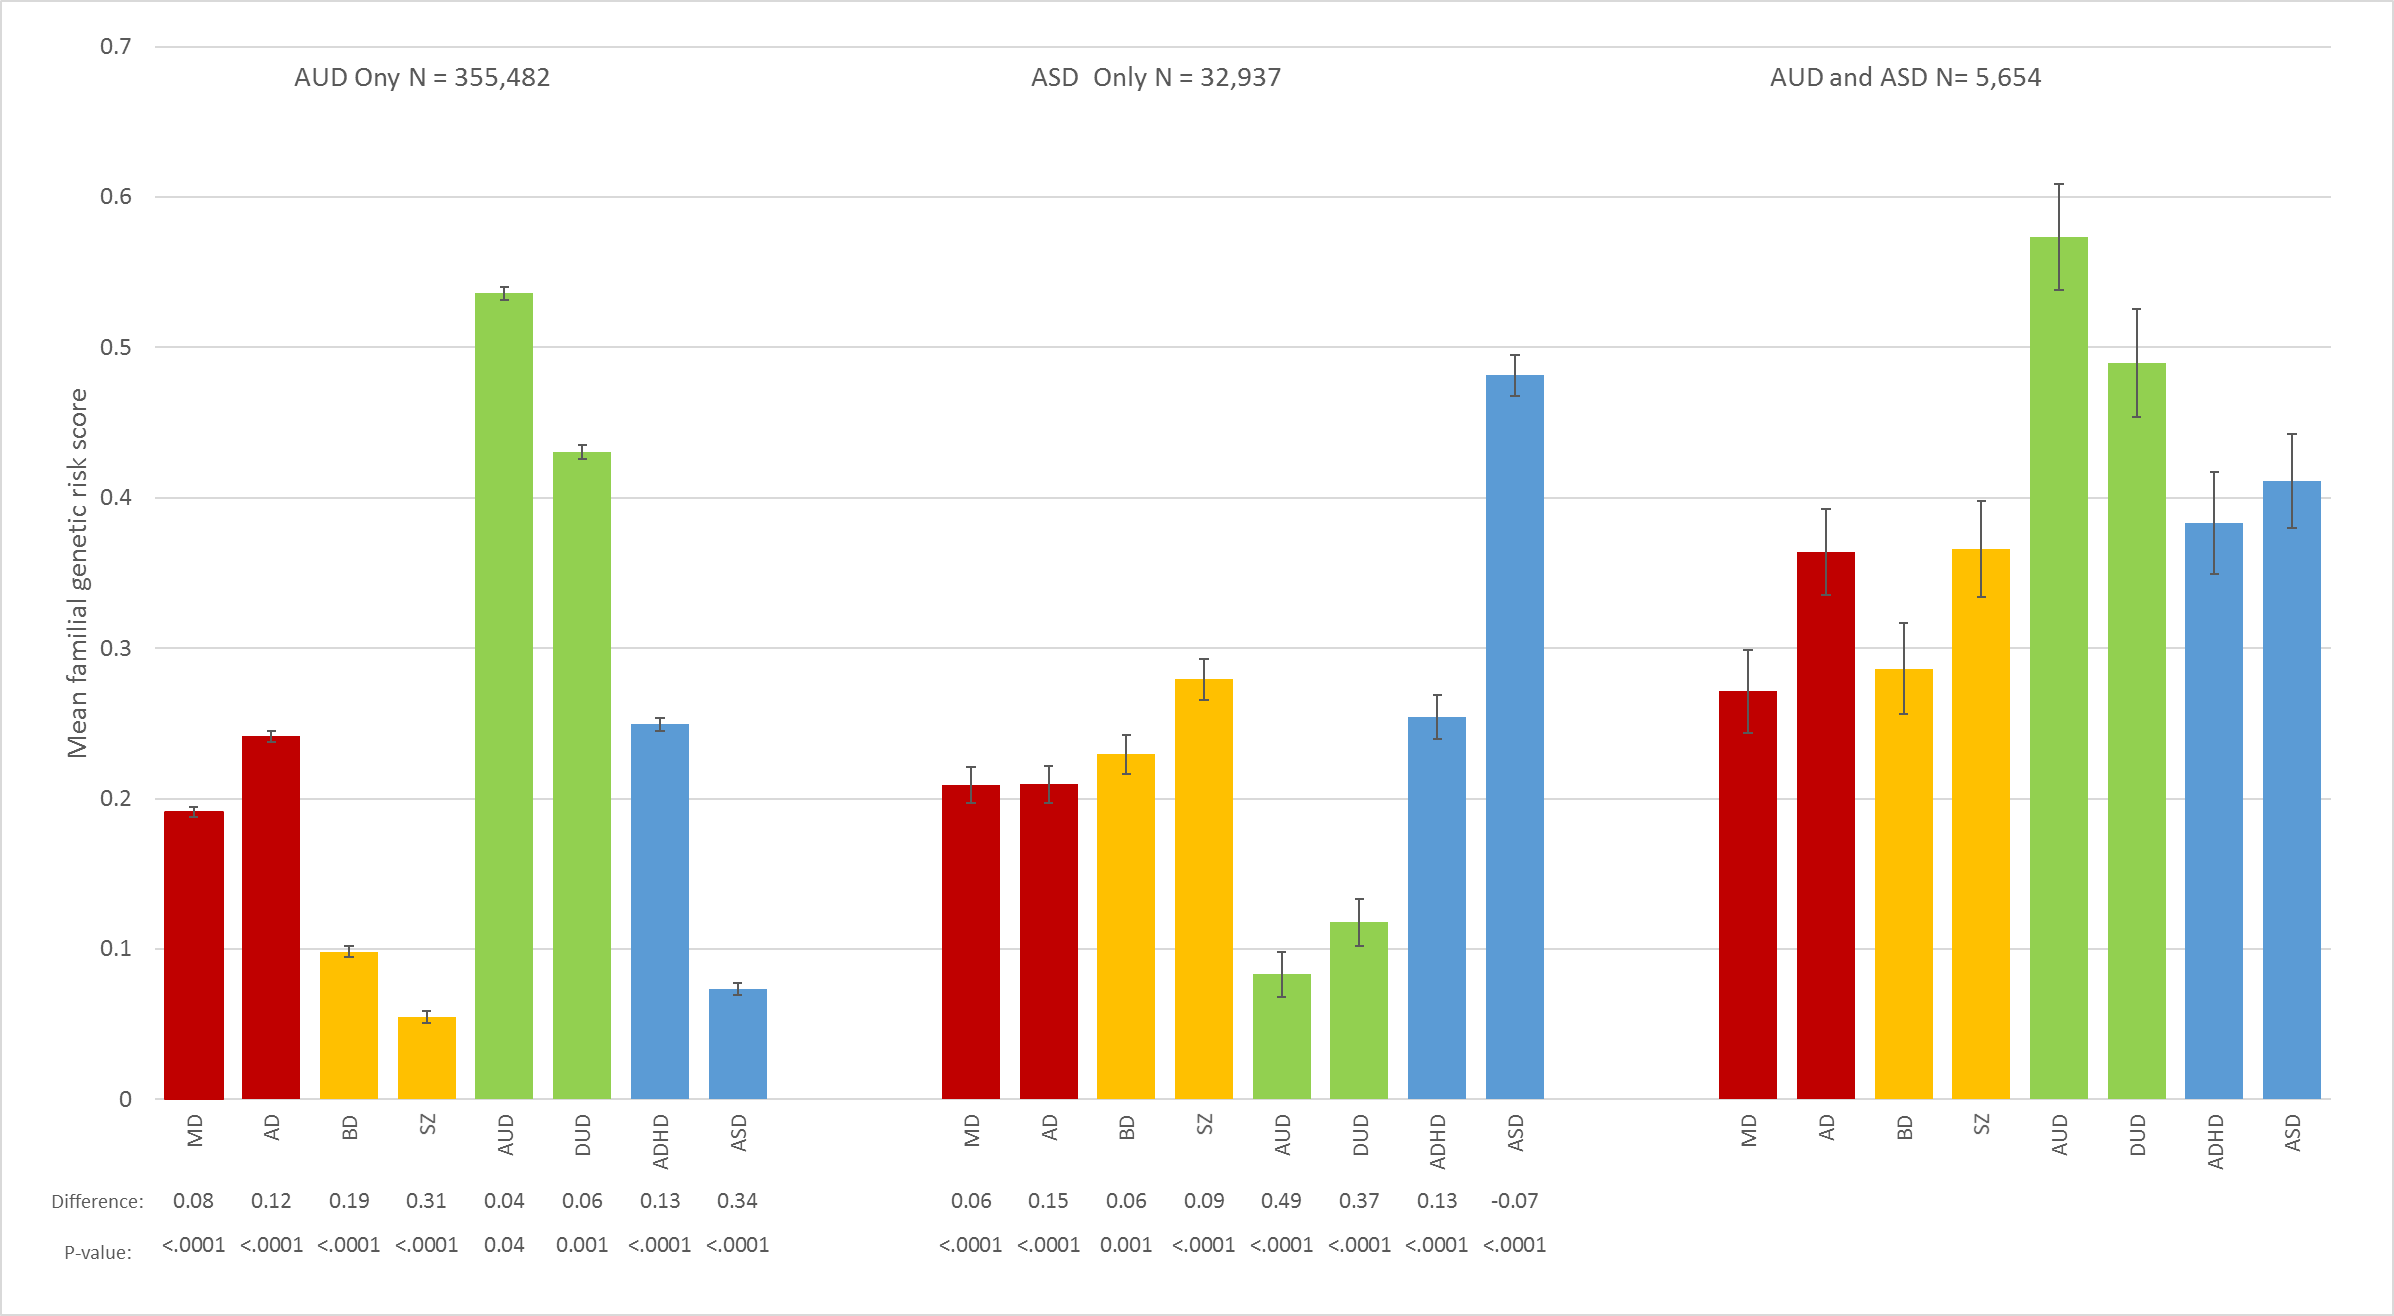 AUD Ony N = 355,482
ASD Only N = 32,937
AUD and ASD N= 5,654
Mean familial genetic risk score
0.7
0.6
0.5
0.4
0.3
0.2
0.1
0
MD AD BD SZ AUD DUD ADHD ASD
MD AD BD SZ AUD DUD ADHD ASD
MD AD BD SZ AUD DUD ADHD ASD
Difference: 0.08 0.12 0.19 0.31 0.04 0.06 0.13 0.34 0.06 0.15 0.06 0.09 0.49 0.37 0.13 -0.07
P-value: <.0001 <.0001 <.0001 <.0001 0.04 0.001 <.0001 <.0001 <.0001 <.0001 0.001 <.0001 <.0001 <.0001 <.0001 <.0001